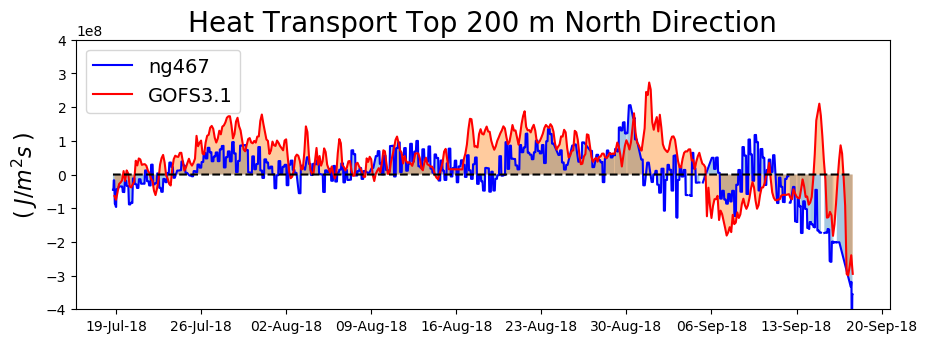 Heat Transport Top 200 m North Direction
1e8
ng467
GOFS3.1
( J/m²s )
4
3
2
1
0
−1
−2
−3
−4
19-Jul-18 26-Jul-18 02-Aug-18 09-Aug-18 16-Aug-18 23-Aug-18 30-Aug-18 06-Sep-18 13-Sep-18 20-Sep-18